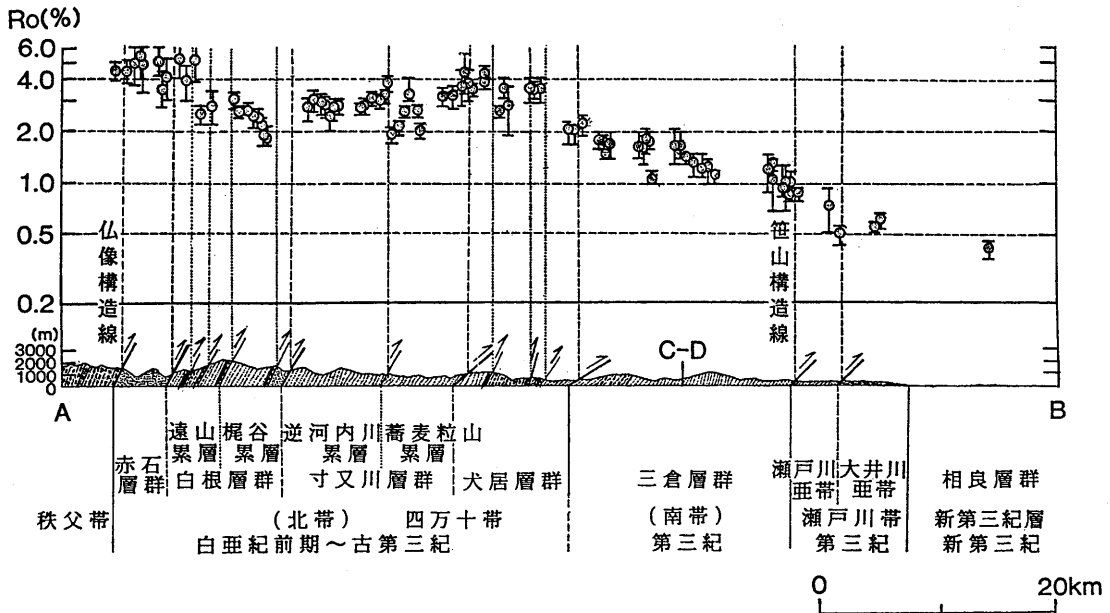 Ro(%)
6.0
4.0
2.0
1.0
0.5
0.2
(m)
3000
2000
1000
0
仏像構造線
笹山構造線
C-D
A
B
赤石
層群
遠山
累層
梶谷
累層
白根層群
逆河内川
累層
蕎麦粒山
累層
寸又川層群
犬居層群
三倉層群
瀬戸川
亜帯
大井川
亜帯
相良層群
秩父帯
(北帯) 四万十帯 (南帯)
瀬戸川帯
新第三紀層
白亜紀前期〜古第三紀
第三紀
第三紀
新第三紀
0 20km